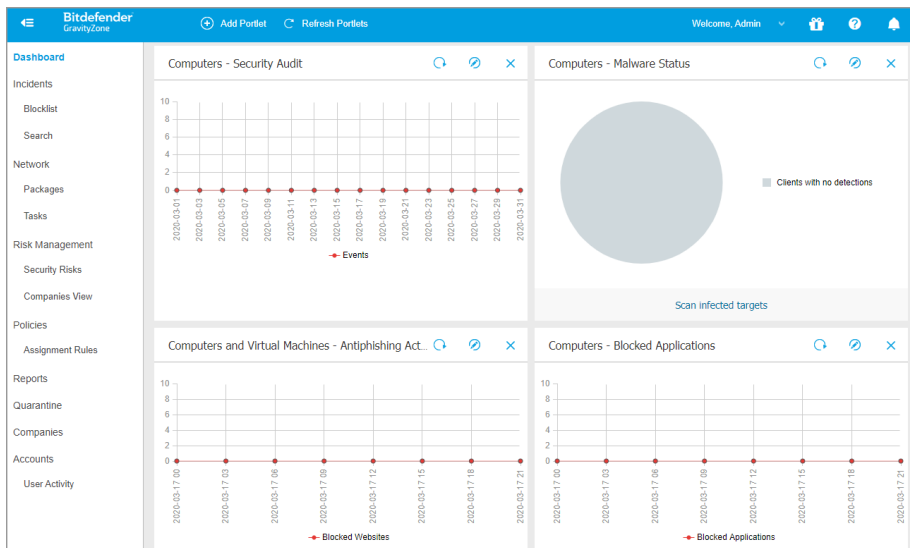 Bitdefender
GravityZone
Add Portlet
Refresh Portlets
Welcome, Admin
Dashboard
Incidents
Blocklist
Search
Network
Packages
Tasks
Risk Management
Security Risks
Companies View
Policies
Assignment Rules
Reports
Quarantine
Companies
Accounts
User Activity
Computers - Security Audit
10
8
6
4
2
0
2020-03-01
2020-03-03
2020-03-05
2020-03-07
2020-03-09
2020-03-11
2020-03-13
2020-03-15
2020-03-17
2020-03-19
2020-03-21
2020-03-23
2020-03-25
2020-03-27
2020-03-29
2020-03-31
Events
Computers - Malware Status
Clients with no detections
Scan infected targets
Computers and Virtual Machines - Antiphishing Act...
10
8
6
4
2
0
2020-03-17 00
2020-03-17 03
2020-03-17 06
2020-03-17 09
2020-03-17 12
2020-03-17 15
2020-03-17 18
2020-03-17 21
Blocked Websites
Computers - Blocked Applications
10
8
6
4
2
0
2020-03-17 00
2020-03-17 03
2020-03-17 06
2020-03-17 09
2020-03-17 12
2020-03-17 15
2020-03-17 18
2020-03-17 21
Blocked Applications